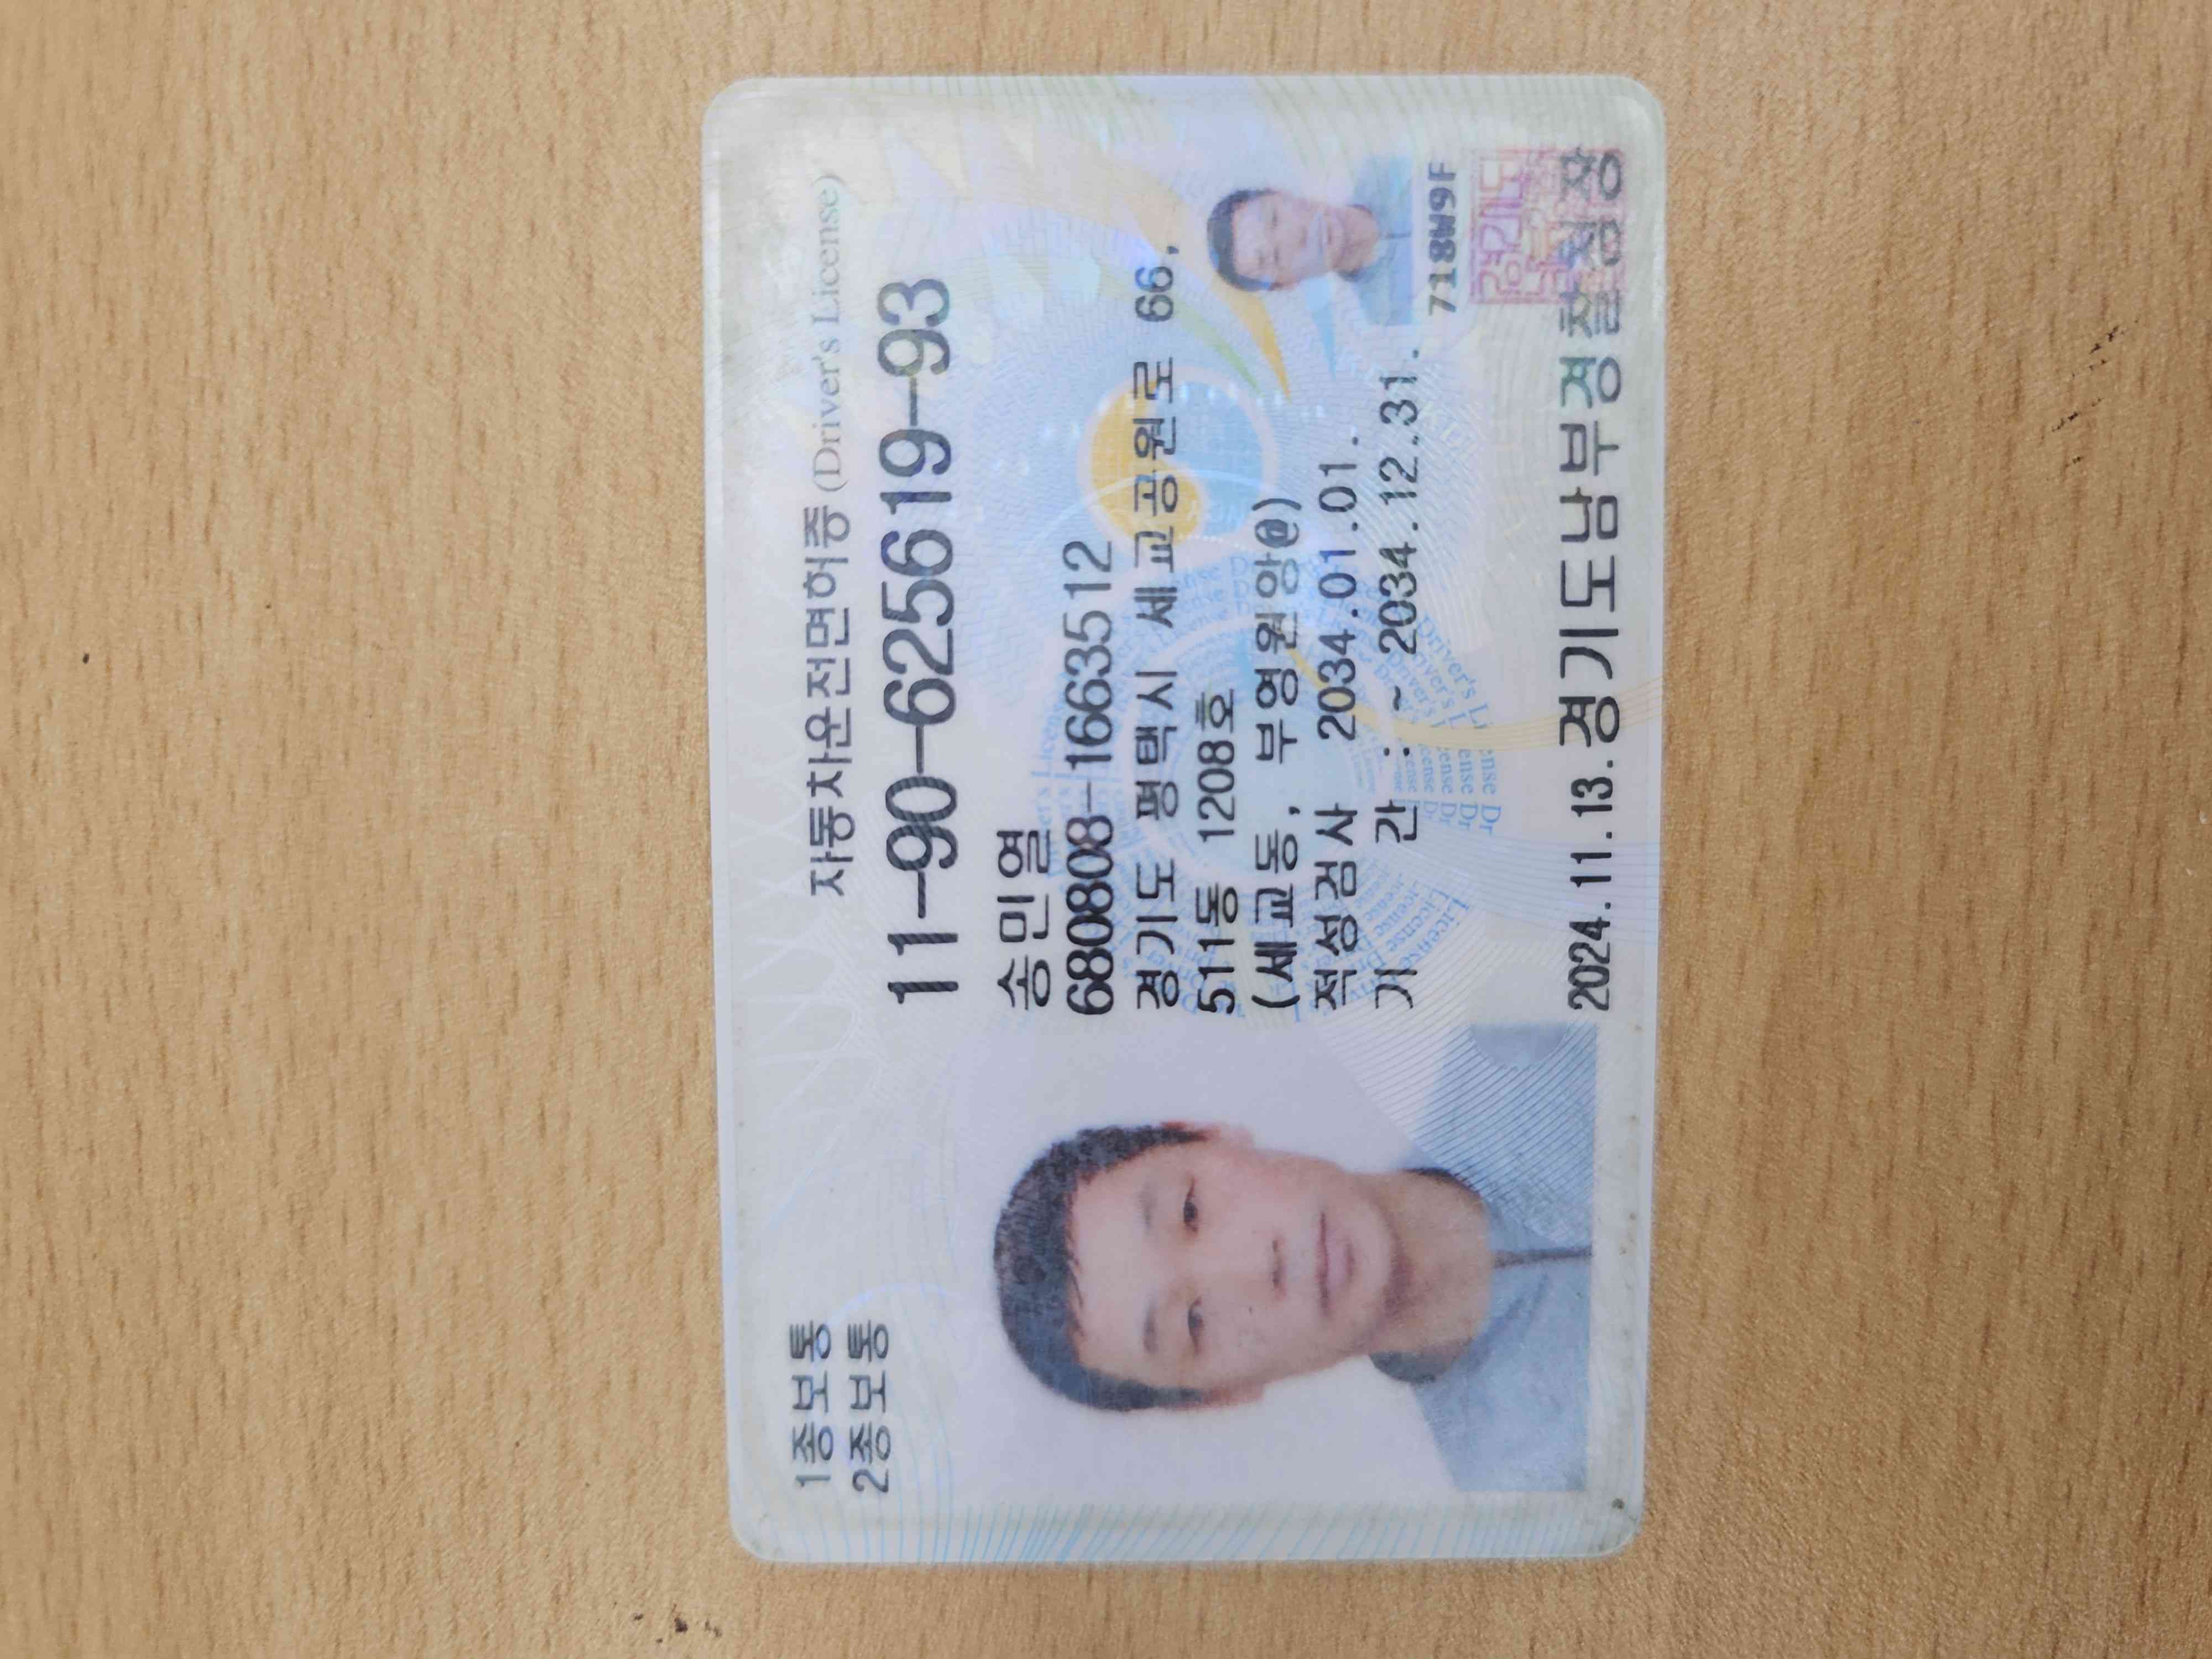 자동차운전면허증 (Driver's License)
1종보통
2종보통
11-90-625619-93
송민열
680808-1663512
경기도 평택시 세교공원로 66,
511동 1208호
(세교동, 부영원앙@)
적성검사 2034.01.01.
기 간 : ~ 2034.12.31.
718W9F
2024.11.13.경기도남부경찰청장